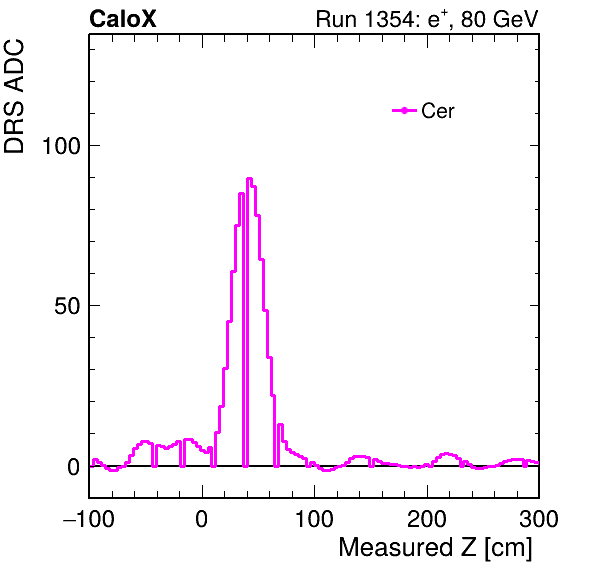 CaloX Run 1354: e⁺, 80 GeV
DRS ADC
Cer
100
50
0
−100 0 100 200 300
Measured Z [cm]